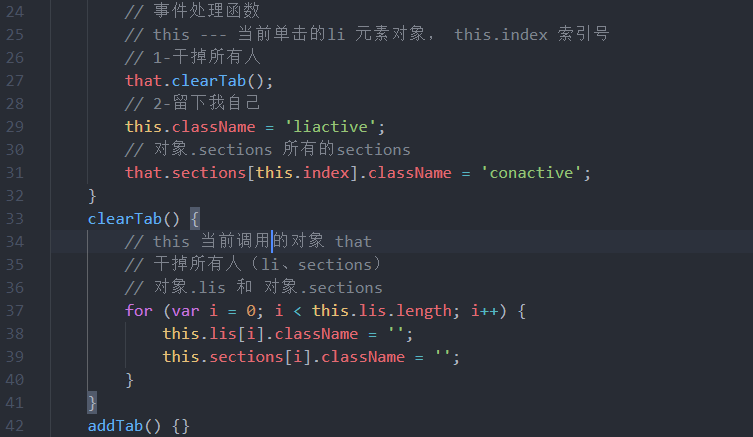 24 // 事件处理函数
25 // this --- 当前单击的li 元素对象， this.index 索引号
26 // 1-干掉所有人
27 that.clearTab();
28 // 2-留下我自己
29 this.className = 'liactive';
30 // 对象.sections 所有的sections
31 that.sections[this.index].className = 'conactive';
32 }
33 clearTab() {
34 // this 当前调用的对象 that
35 // 干掉所有人（li、sections）
36 // 对象.lis 和 对象.sections
37 for (var i = 0; i < this.lis.length; i++) {
38 this.lis[i].className = '';
39 this.sections[i].className = '';
40 }
41 }
42 addTab() {}